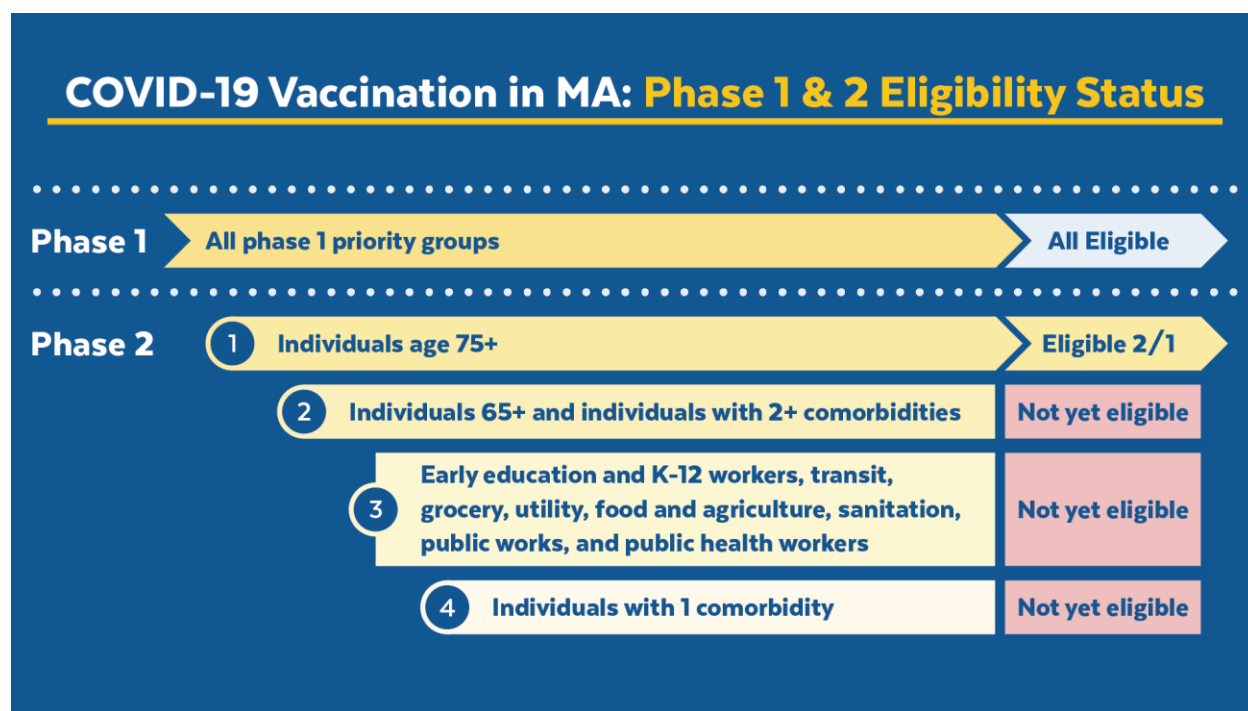 COVID-19 Vaccination in MA: Phase 1 & 2 Eligibility Status
Phase 1
All phase 1 priority groups
All Eligible
Phase 2
1
Individuals age 75+
Eligible 2/1
2
Individuals 65+ and individuals with 2+ comorbidities
Not yet eligible
3
Early education and K-12 workers, transit,
grocery, utility, food and agriculture, sanitation,
public works, and public health workers
Not yet eligible
4
Individuals with 1 comorbidity
Not yet eligible